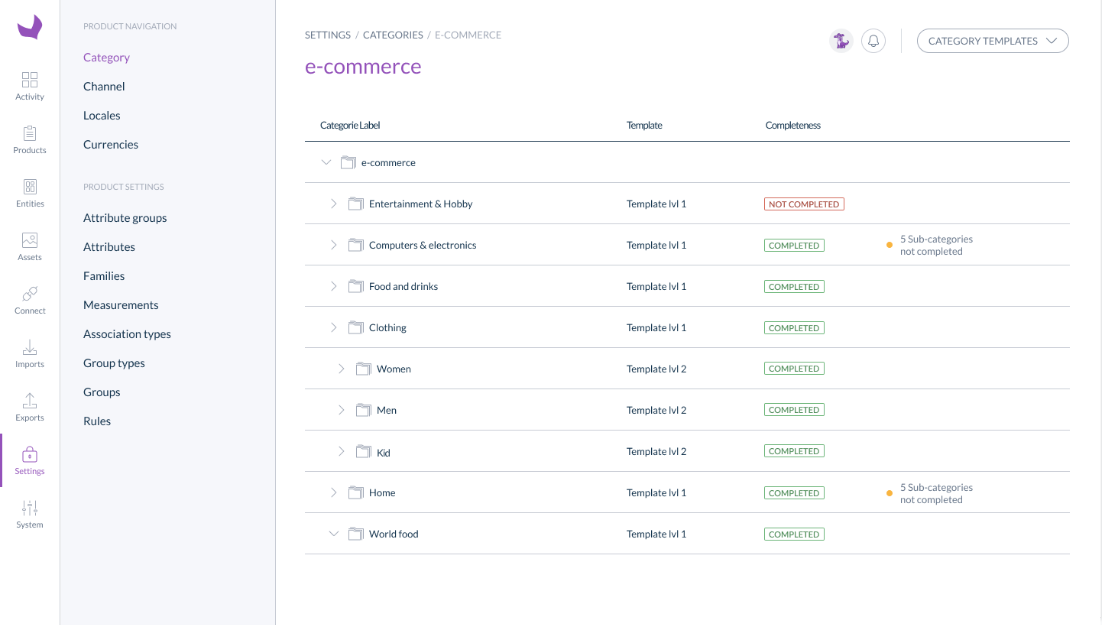 PRODUCT NAVIGATION
Category
Channel
Locales
Currencies
PRODUCT SETTINGS
Attribute groups
Attributes
Families
Measurements
Association types
Group types
Groups
Rules
Activity
Products
Entities
Assets
Connect
Imports
Exports
Settings
System
SETTINGS / CATEGORIES / E-COMMERCE
CATEGORY TEMPLATES
e-commerce
Categorie Label Template Completeness
e-commerce
Entertainment & Hobby Template lvl 1 NOT COMPLETED
Computers & electronics Template lvl 1 COMPLETED 5 Sub-categories
not completed
Food and drinks Template lvl 1 COMPLETED
Clothing Template lvl 1 COMPLETED
Women Template lvl 2 COMPLETED
Men Template lvl 2 COMPLETED
Kid Template lvl 2 COMPLETED
Home Template lvl 1 COMPLETED 5 Sub-categories
not completed
World food Template lvl 1 COMPLETED